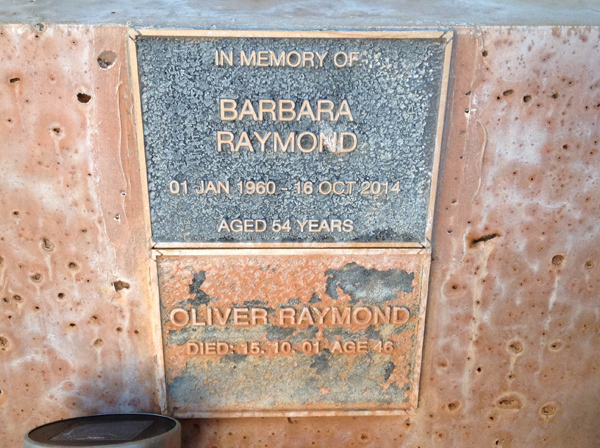 IN MEMORY OF
BARBARA
RAYMOND
01 JAN 1960 - 16 OCT 2014
AGED 54 YEARS
OLIVER RAYMOND
DIED: 15. 10. 01 AGE 46